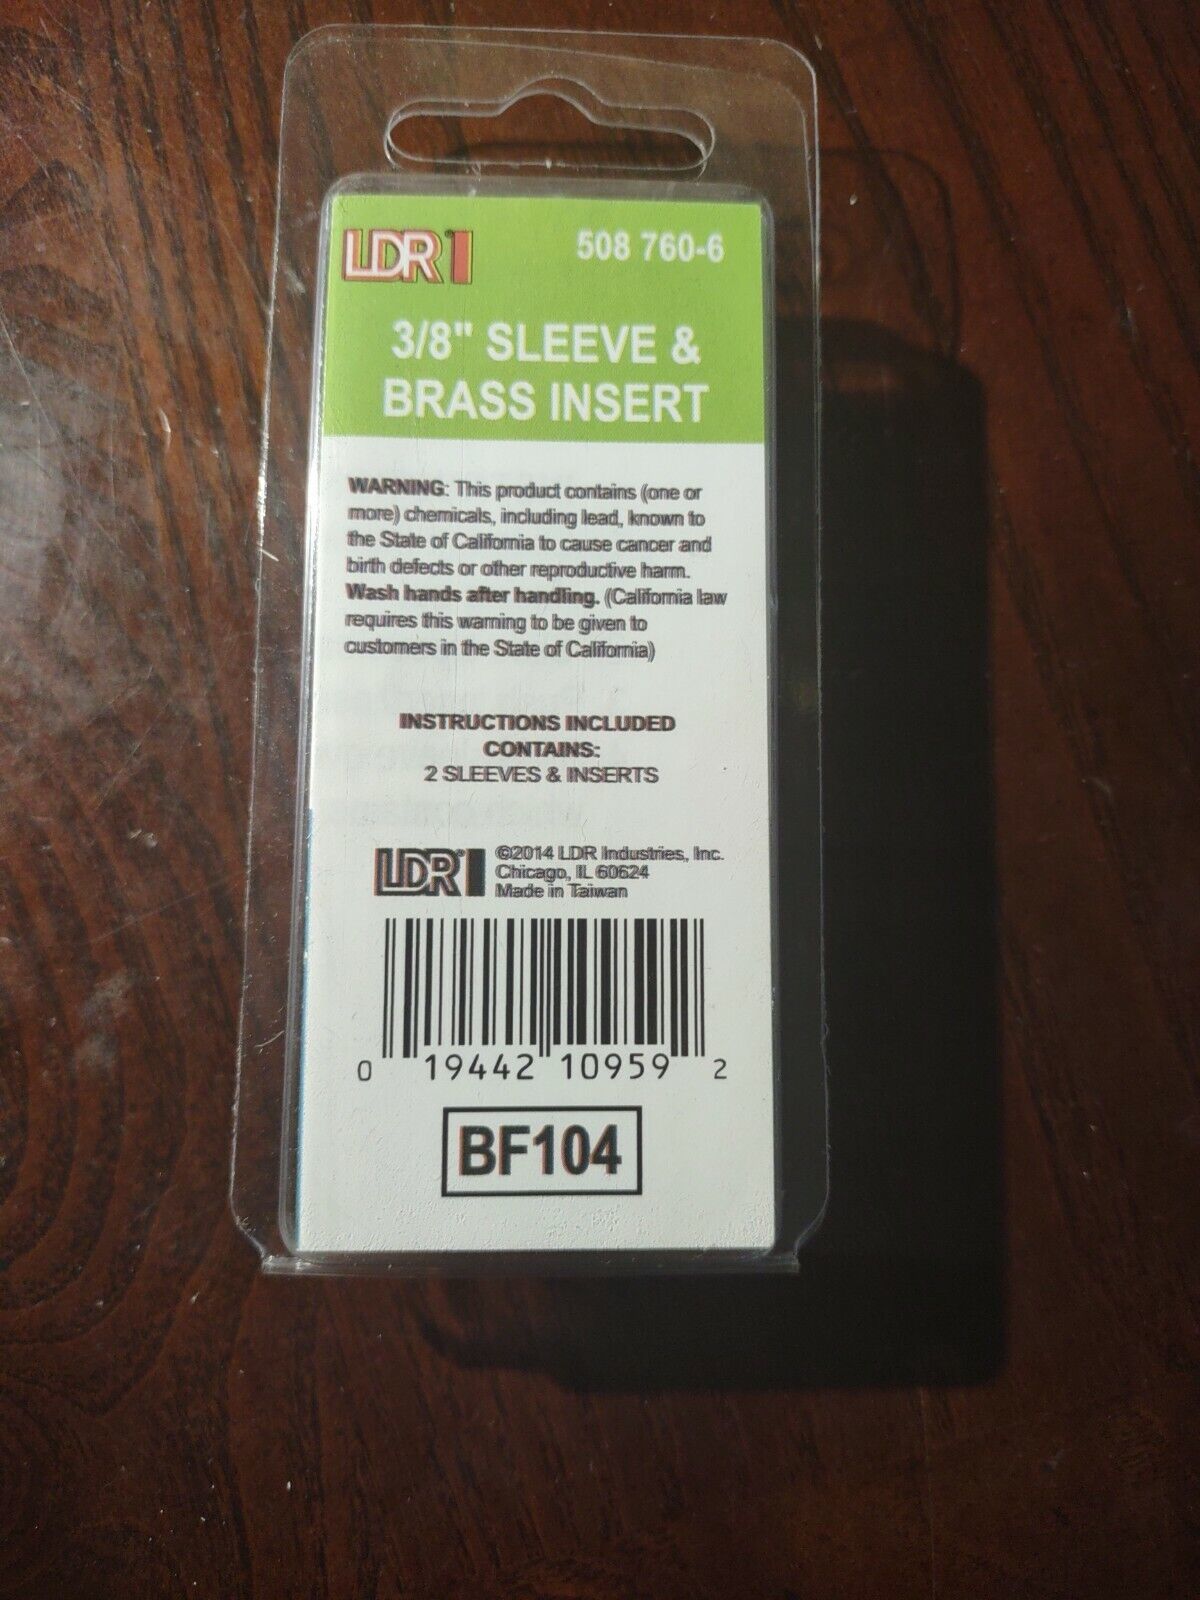 LDR® 508 760-6
3/8" SLEEVE &
BRASS INSERT
WARNING: This product contains (one or
more) chemicals, including lead, known to
the State of California to cause cancer and
birth defects or other reproductive harm.
Wash hands after handling. (California law
requires this warning to be given to
customers in the State of California)
INSTRUCTIONS INCLUDED
CONTAINS:
2 SLEEVES & INSERTS
LDR® ©2014 LDR Industries, Inc.
Chicago, IL 60624
Made in Taiwan
0 19442 10959 2
BF104